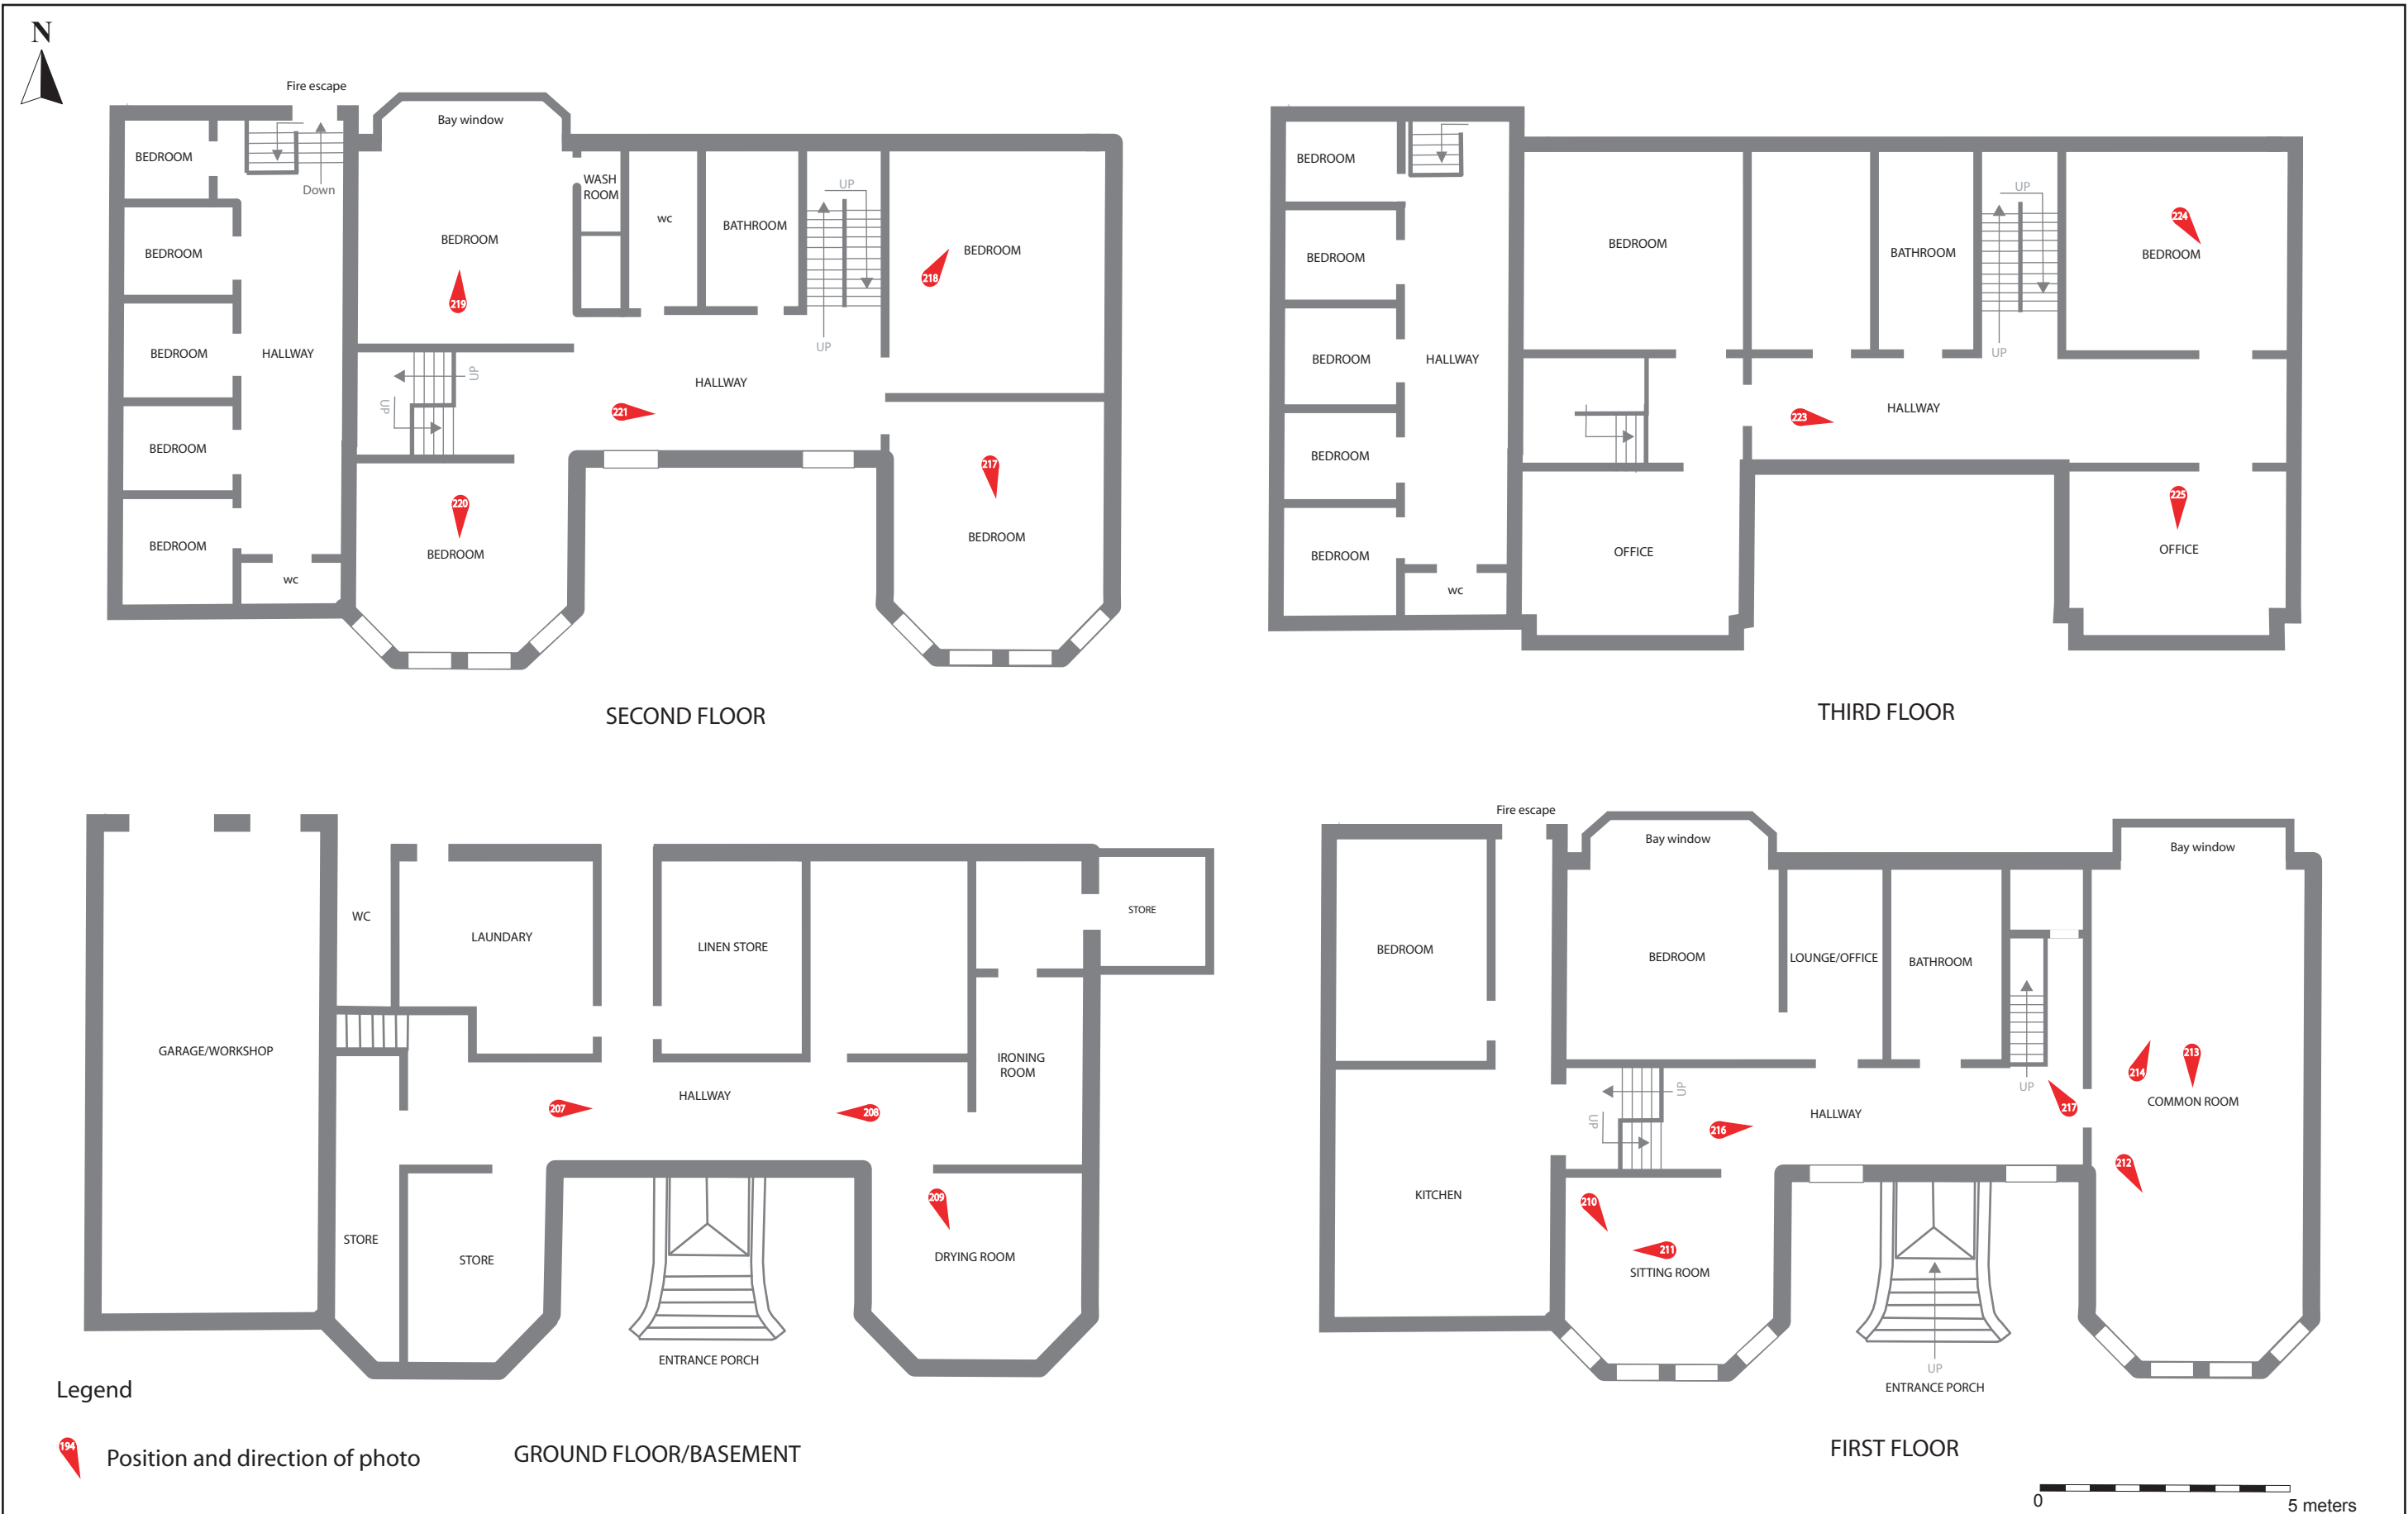 N
Fire escape
Bay window
BEDROOM
Down
WASH
ROOM
wc
BATHROOM
UP
UP
BEDROOM
BEDROOM
218
BEDROOM
219
BEDROOM
HALLWAY
UP
UP
HALLWAY
221
BEDROOM
217
BEDROOM
220
BEDROOM
BEDROOM
BEDROOM
wc
SECOND FLOOR
BEDROOM
BEDROOM
BEDROOM
BATHROOM
UP
UP
224
BEDROOM
BEDROOM
HALLWAY
223
HALLWAY
BEDROOM
225
OFFICE
OFFICE
BEDROOM
wc
THIRD FLOOR
WC
LAUNDARY
LINEN STORE
STORE
GARAGE/WORKSHOP
IRONING
ROOM
HALLWAY
207
208
209
STORE
STORE
DRYING ROOM
ENTRANCE PORCH
GROUND FLOOR/BASEMENT
Fire escape
Bay window
Bay window
BEDROOM
BEDROOM
LOUNGE/OFFICE
BATHROOM
UP
UP
UP
213
214
COMMON ROOM
217
216
HALLWAY
212
KITCHEN
210
211
SITTING ROOM
UP
ENTRANCE PORCH
FIRST FLOOR
Legend
194
Position and direction of photo
0
5 meters